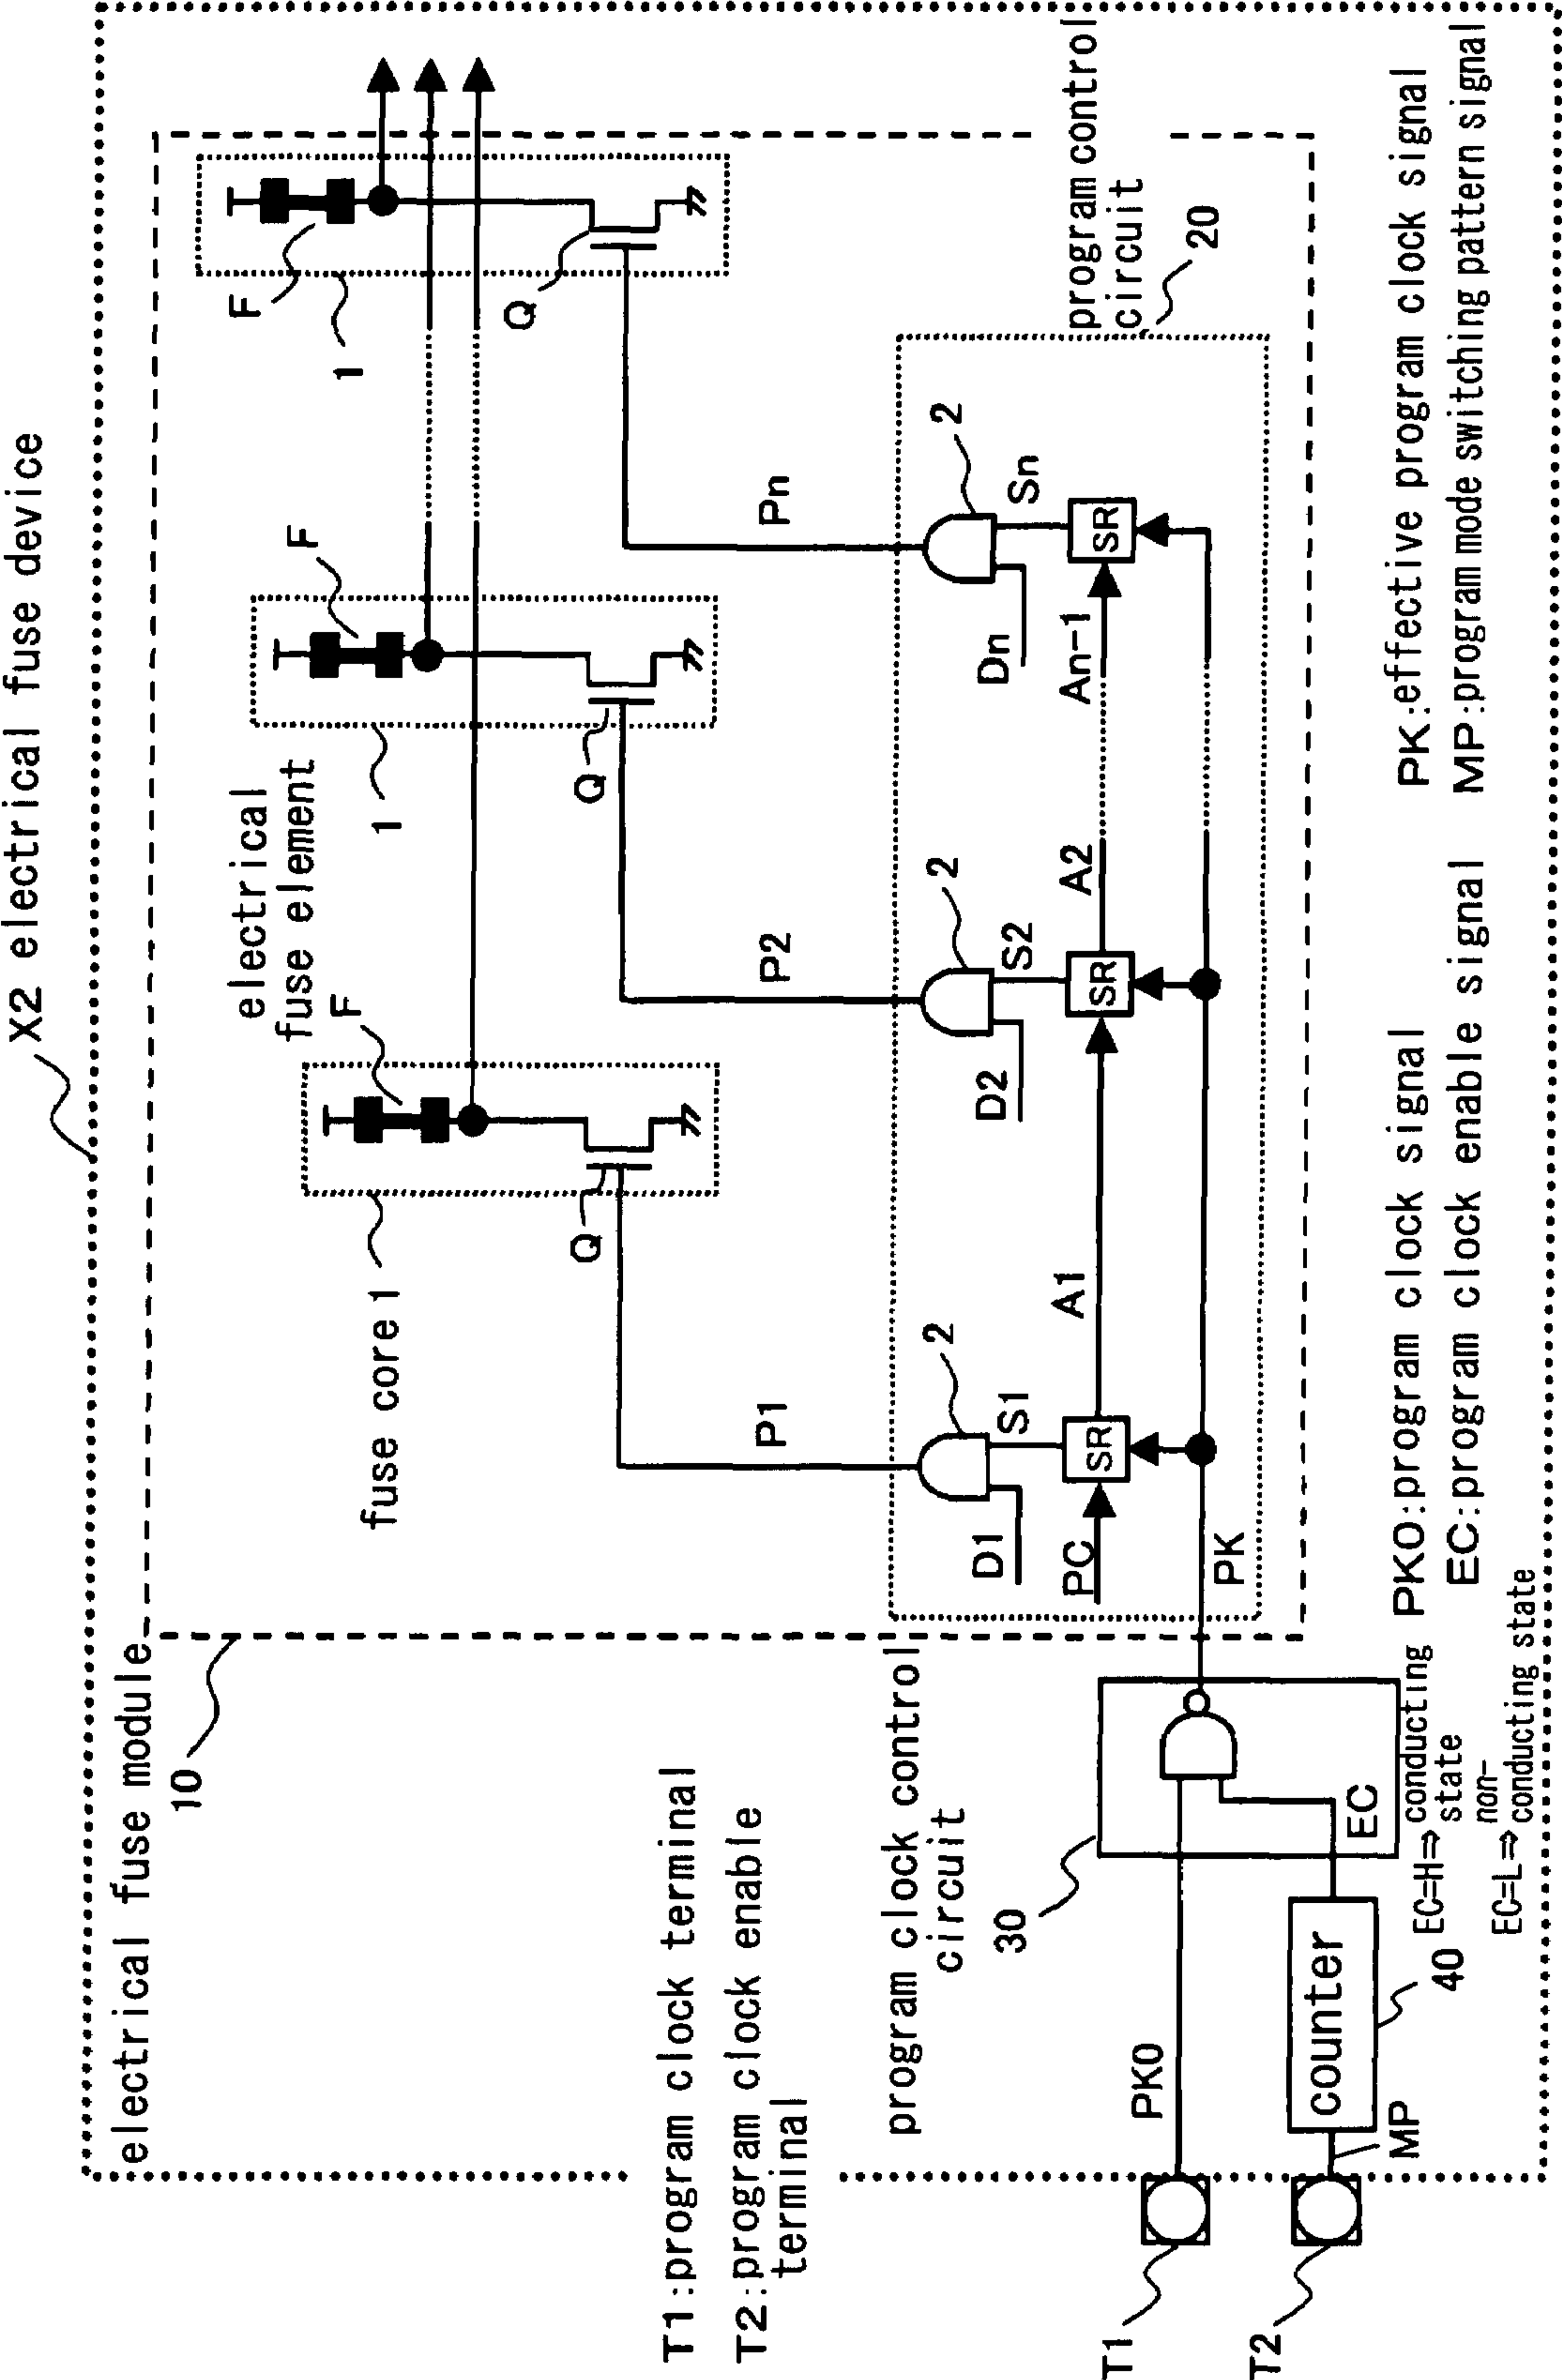 X2 electrical fuse device
electrical fuse module
10
fuse core 1
F
Q
electrical
fuse element
1
F
Q
1
F
Q
P1
P2
Pn
2
2
2
D1
S1
D2
S2
Dn
Sn
PC
SR
A1
SR
A2
An-1
SR
PK
program control
circuit
20
T1:program clock terminal
T2:program clock enable
terminal
program clock control
circuit
30
PK0
EC
counter
40
MP
T1
T2
EC=H⇒conducting
state
EC=L⇒non-
conducting state
PK0:program clock signal
EC:program clock enable signal
PK:effective program clock signal
MP:program mode switching pattern signal